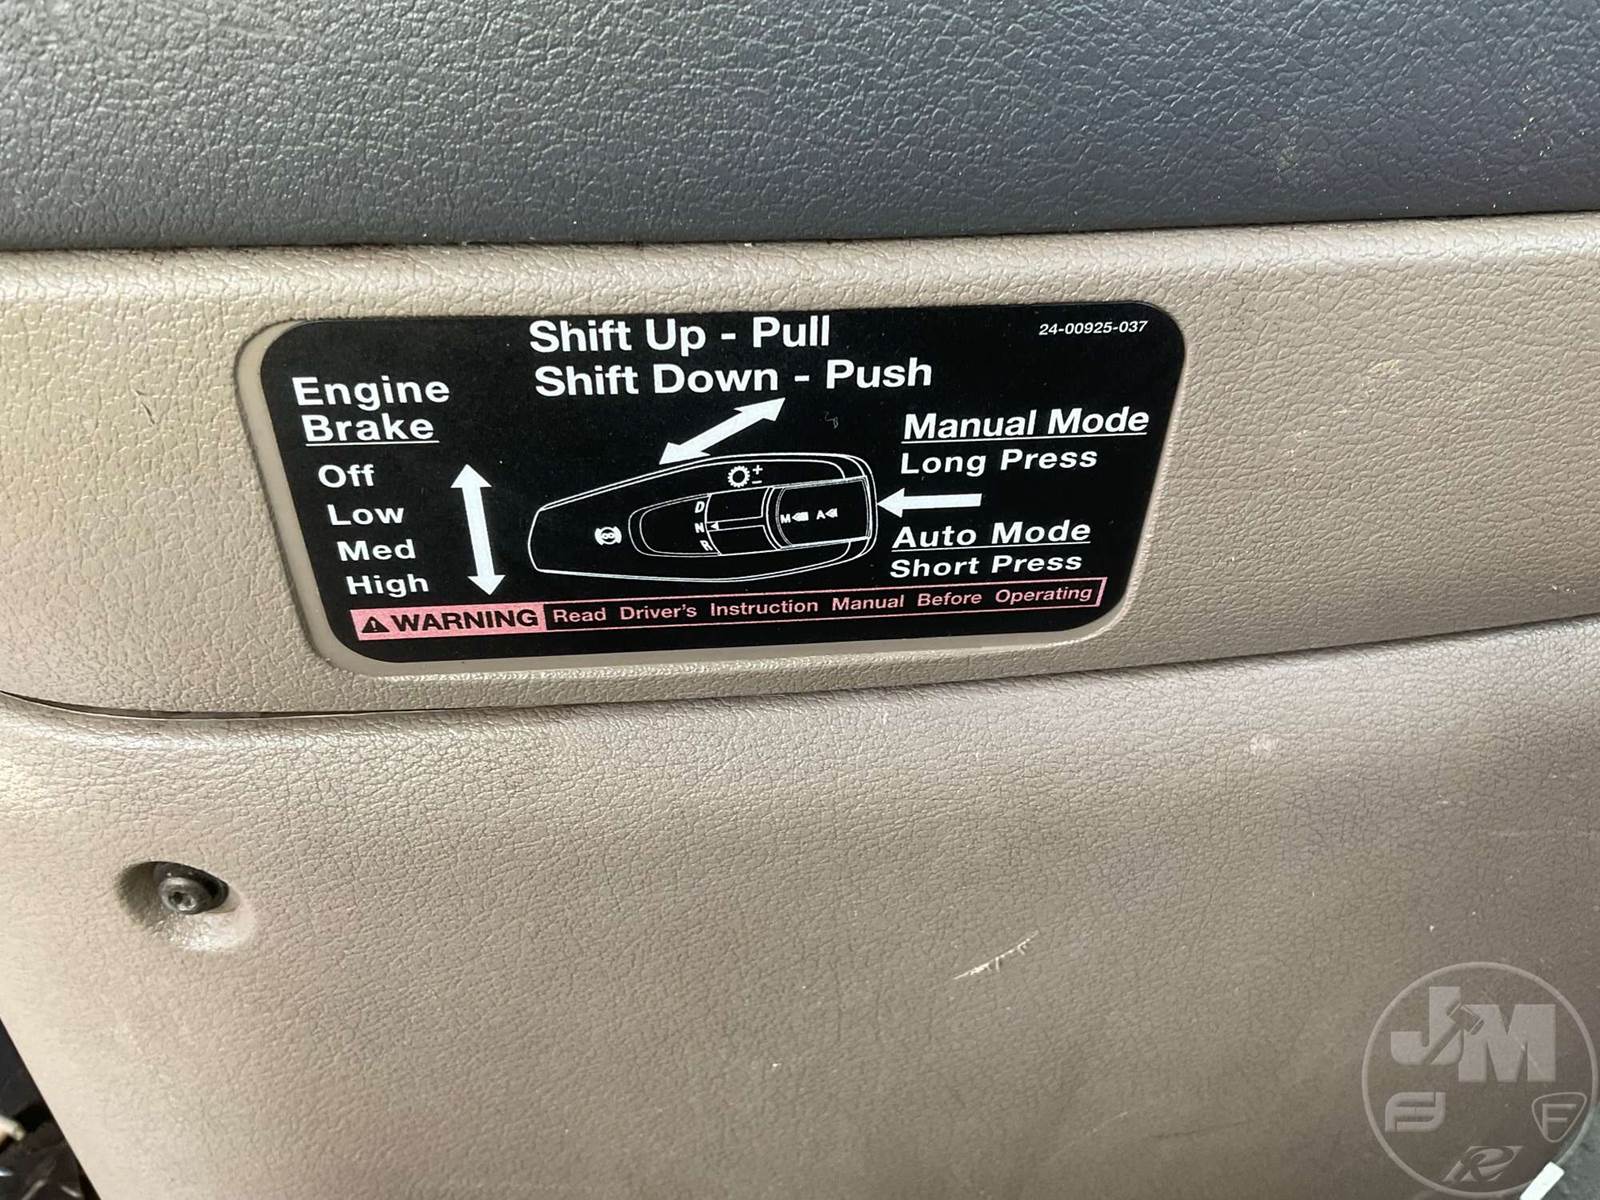 Shift Up - Pull
Shift Down - Push
24-00925-037
Engine
Brake
Off
Low
Med
High
Manual Mode
Long Press
Auto Mode
Short Press
+
−
D
N
R
M A
WARNING Read Driver's Instruction Manual Before Operating
JM
F